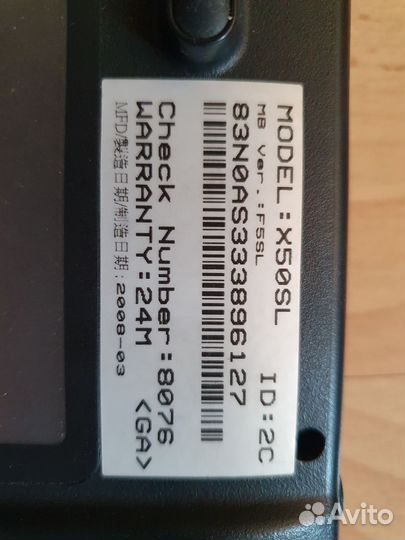 MODEL:X50SL ID:2C
MB Ver.:F5SL
83N0AS333896127
Check Number:8076
WARRANTY:24M <GA>
MFD/製造日期/制造日期:2008-03
Avito